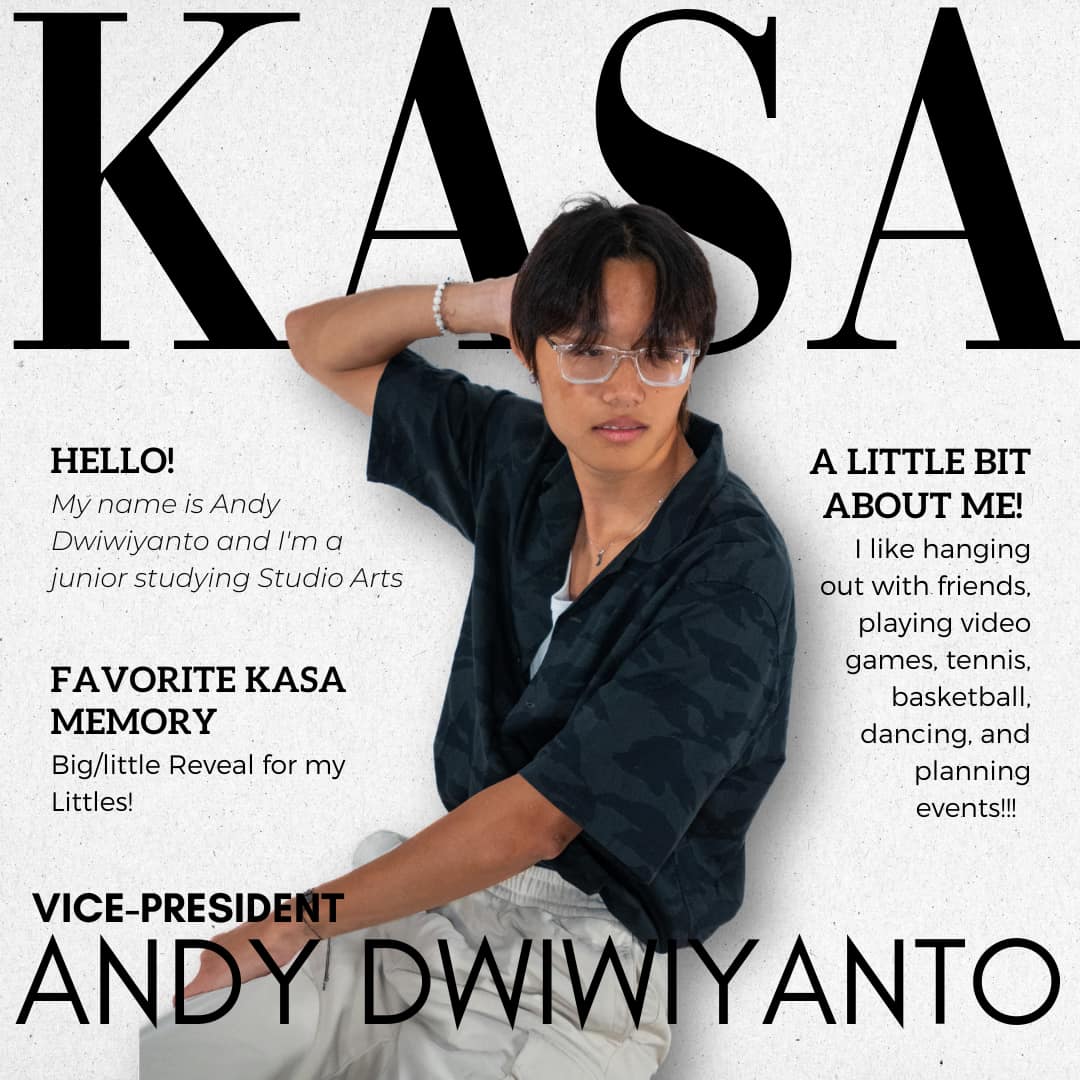 KASA
HELLO!
My name is Andy
Dwiwiyanto and I'm a
junior studying Studio Arts
FAVORITE KASA
MEMORY
Big/little Reveal for my
Littles!
A LITTLE BIT
ABOUT ME!
I like hanging
out with friends,
playing video
games, tennis,
basketball,
dancing, and
planning
events!!!
VICE-PRESIDENT
ANDY DWIWIYANTO